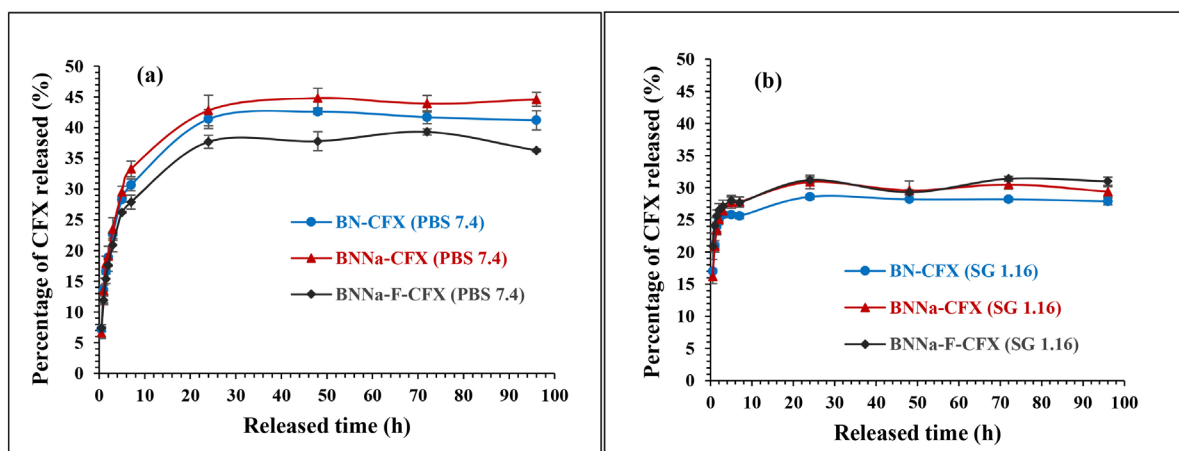 (a)
Percentage of CFX released (%)
50
45
40
35
30
25
20
15
10
5
0
BN-CFX (PBS 7.4)
BNNa-CFX (PBS 7.4)
BNNa-F-CFX (PBS 7.4)
0 10 20 30 40 50 60 70 80 90 100
Released time (h)
(b)
Percentage of CFX released (%)
50
45
40
35
30
25
20
15
10
5
0
BN-CFX (SG 1.16)
BNNa-CFX (SG 1.16)
BNNa-F-CFX (SG 1.16)
0 10 20 30 40 50 60 70 80 90 100
Released time (h)